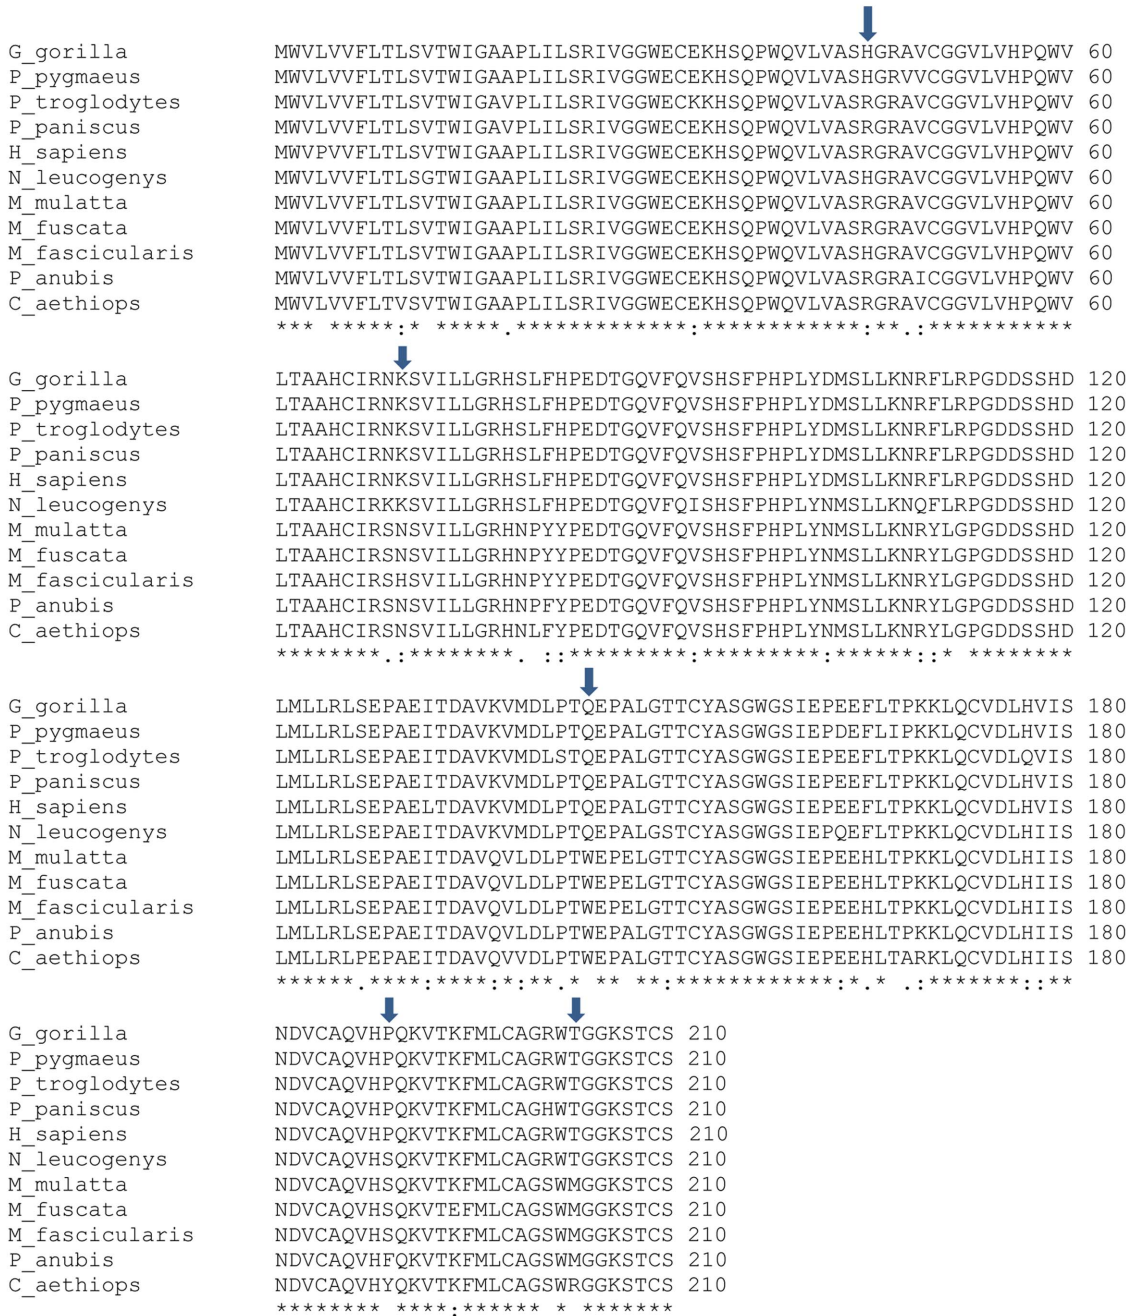 G_gorilla MWVLVVFLTLSVTWIGAAPLILSRIVGGWECEKHSQPWQVLVASHGRAVCGGVLVHPQWV 60
P_pygmaeus MWVLVVFLTLSVTWIGAAPLILSRIVGGWECEKHSQPWQVLVASHGRVVCGGVLVHPQWV 60
P_troglodytes MWVLVVFLTLSVTWIGAVPLILSRIVGGWECKKHSQPWQVLVASRGRAVCGGVLVHPQWV 60
P_paniscus MWVLVVFLTLSVTWIGAVPLILSRIVGGWECEKHSQPWQVLVASRGRAVCGGVLVHPQWV 60
H_sapiens MWVPVVFLTLSVTWIGAAPLILSRIVGGWECEKHSQPWQVLVASRGRAVCGGVLVHPQWV 60
N_leucogenys MWVLVVFLTLSGTWIGAAPLILSRIVGGWECEKHSQPWQVLVASHGRAVCGGVLVHPQWV 60
M_mulatta MWVLVVFLTLSVTWIGAAPLILSRIVGGWECEKHSQPWQVLVASRGRAVCGGVLVHPQWV 60
M_fuscata MWVLVVFLTLSVTWIGAAPLILSRIVGGWECEKHSQPWQVLVASRGRAVCGGVLVHPQWV 60
M_fascicularis MWVLVVFLTLSVTWIGAAPLILSRIVGGWECEKHSQPWQVLVASHGRAVCGGVLVHPQWV 60
P_anubis MWVLVVFLTLSVTWIGAAPLILSRIVGGWECEKHSQPWQVLVASRGRAICGGVLVHPQWV 60
C_aethiops MWVLVVFLTVSVTWIGAAPLILSRIVGGWECEKHSQPWQVLVASRGRAVCGGVLVHPQWV 60
*** *****:* *****.*************:************:**.:***********
G_gorilla LTAAHCIRNKSVILLGRHSLFHPEDTGQVFQVSHSFPHPLYDMSLLKNRFLRPGDDSSHD 120
P_pygmaeus LTAAHCIRNKSVILLGRHSLFHPEDTGQVFQVSHSFPHPLYDMSLLKNRFLRPGDDSSHD 120
P_troglodytes LTAAHCIRNKSVILLGRHSLFHPEDTGQVFQVSHSFPHPLYDMSLLKNRFLRPGDDSSHD 120
P_paniscus LTAAHCIRNKSVILLGRHSLFHPEDTGQVFQVSHSFPHPLYDMSLLKNRFLRPGDDSSHD 120
H_sapiens LTAAHCIRNKSVILLGRHSLFHPEDTGQVFQVSHSFPHPLYDMSLLKNRFLRPGDDSSHD 120
N_leucogenys LTAAHCIRKKSVILLGRHSLFHPEDTGQVFQISHSFPHPLYNMSLLKNQFLRPGDDSSHD 120
M_mulatta LTAAHCIRSNSVILLGRHNPYYPEDTGQVFQVSHSFPHPLYNMSLLKNRYLGPGDDSSHD 120
M_fuscata LTAAHCIRSNSVILLGRHNPYYPEDTGQVFQVSHSFPHPLYNMSLLKNRYLGPGDDSSHD 120
M_fascicularis LTAAHCIRSHSVILLGRHNPYYPEDTGQVFQVSHSFPHPLYNMSLLKNRYLGPGDDSSHD 120
P_anubis LTAAHCIRSNSVILLGRHNPFYPEDTGQVFQVSHSFPHPLYNMSLLKNRYLGPGDDSSHD 120
C_aethiops LTAAHCIRSNSVILLGRHNLFYPEDTGQVFQVSHSFPHPLYNMSLLKNRYLGPGDDSSHD 120
********.:********. ::*********:*********:******::* ********
G_gorilla LMLLRLSEPAEITDAVKVMDLPTQEPALGTTCYASGWGSIEPEEFLTPKKLQCVDLHVIS 180
P_pygmaeus LMLLRLSEPAEITDAVKVMDLPTQEPALGTTCYASGWGSIEPDEFLIPKKLQCVDLHVIS 180
P_troglodytes LMLLRLSEPAEITDAVKVMDLSTQEPALGTTCYASGWGSIEPEEFLTPKKLQCVDLQVIS 180
P_paniscus LMLLRLSEPAEITDAVKVMDLPTQEPALGTTCYASGWGSIEPEEFLTPKKLQCVDLHVIS 180
H_sapiens LMLLRLSEPAELTDAVKVMDLPTQEPALGTTCYASGWGSIEPEEFLTPKKLQCVDLHVIS 180
N_leucogenys LMLLRLSEPAEITDAVKVMDLPTQEPALGSTCYASGWGSIEPQEFLTPKKLQCVDLHIIS 180
M_mulatta LMLLRLSEPAEITDAVQVLDLPTWEPELGTTCYASGWGSIEPEEHLTPKKLQCVDLHIIS 180
M_fuscata LMLLRLSEPAEITDAVQVLDLPTWEPELGTTCYASGWGSIEPEEHLTPKKLQCVDLHIIS 180
M_fascicularis LMLLRLSEPAEITDAVQVLDLPTWEPELGTTCYASGWGSIEPEEHLTPKKLQCVDLHIIS 180
P_anubis LMLLRLSEPAEITDAVQVLDLPTWEPALGTTCYASGWGSIEPEEHLTPKKLQCVDLHIIS 180
C_aethiops LMLLRLPEPAEITDAVQVVDLPTWEPALGTTCYASGWGSIEPEEHLTARKLQCVDLHIIS 180
******.****:****:*:**.* ** **:************:*.* .:*******::**
G_gorilla NDVCAQVHPQKVTKFMLCAGRWTGGKSTCS 210
P_pygmaeus NDVCAQVHPQKVTKFMLCAGRWTGGKSTCS 210
P_troglodytes NDVCAQVHPQKVTKFMLCAGRWTGGKSTCS 210
P_paniscus NDVCAQVHPQKVTKFMLCAGHWTGGKSTCS 210
H_sapiens NDVCAQVHPQKVTKFMLCAGRWTGGKSTCS 210
N_leucogenys NDVCAQVHSQKVTKFMLCAGRWTGGKSTCS 210
M_mulatta NDVCAQVHSQKVTKFMLCAGSWMGGKSTCS 210
M_fuscata NDVCAQVHSQKVTEFMLCAGSWMGGKSTCS 210
M_fascicularis NDVCAQVHSQKVTKFMLCAGSWMGGKSTCS 210
P_anubis NDVCAQVHFQKVTKFMLCAGSWMGGKSTCS 210
C_aethiops NDVCAQVHYQKVTKFMLCAGSWRGGKSTCS 210
******** ****:****** * *******